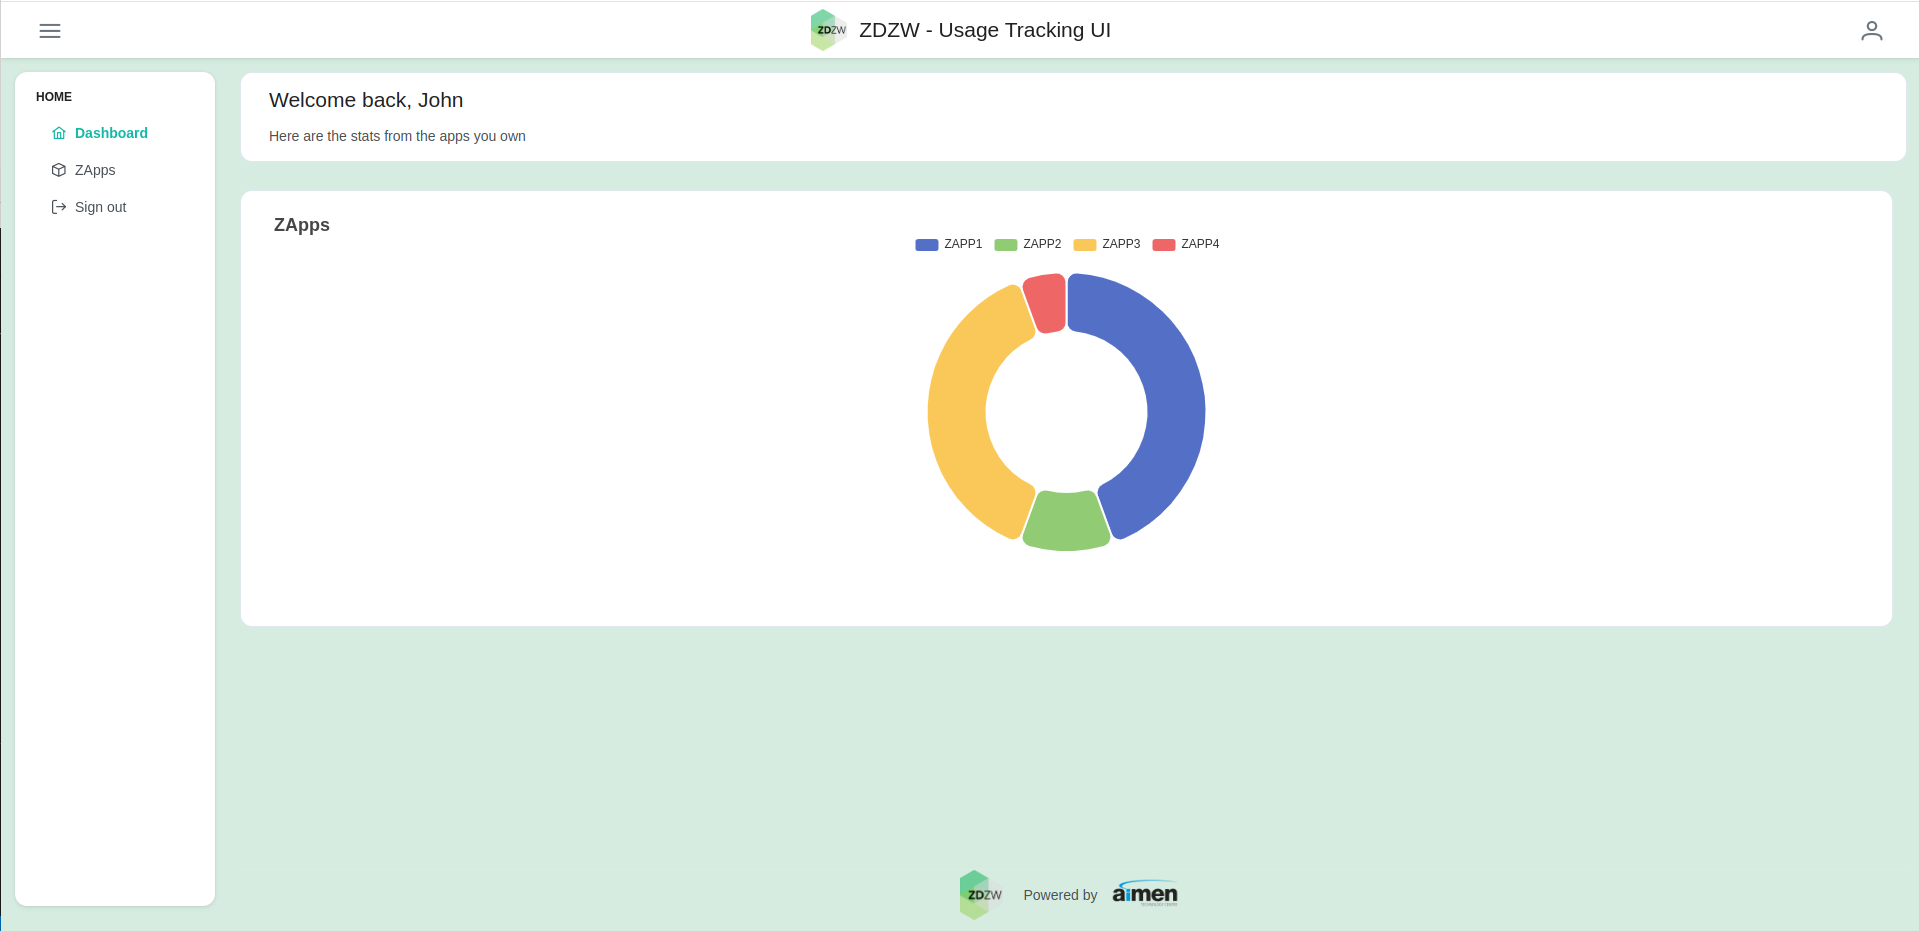 ZDZW ZDZW - Usage Tracking UI
HOME
Dashboard
ZApps
Sign out
Welcome back, John
Here are the stats from the apps you own
ZApps
ZAPP1 ZAPP2 ZAPP3 ZAPP4
ZDZW Powered by aimen